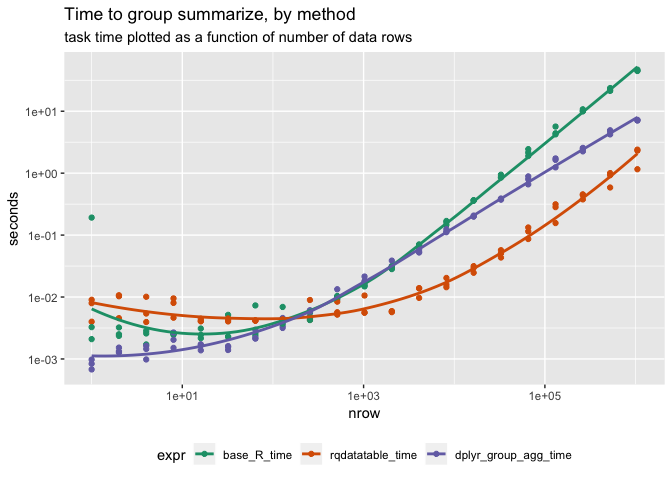 Time to group summarize, by method
task time plotted as a function of number of data rows
seconds
1e+01
1e+00
1e-01
1e-02
1e-03
1e+01 1e+03 1e+05
nrow
expr base_R_time rqdatatable_time dplyr_group_agg_time